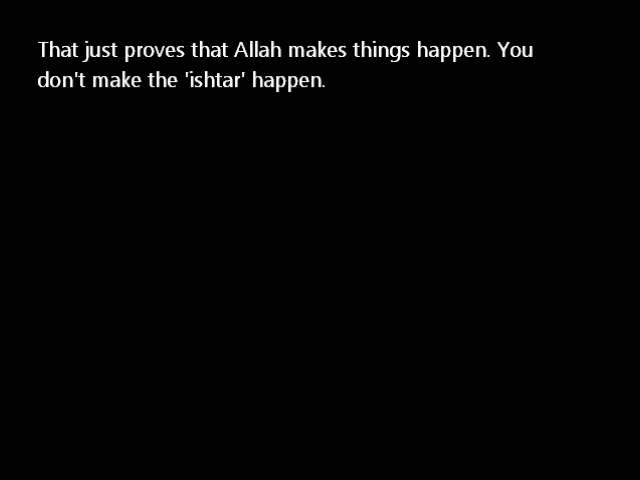 That just proves that Allah makes things happen. You
don't make the 'ishtar' happen.